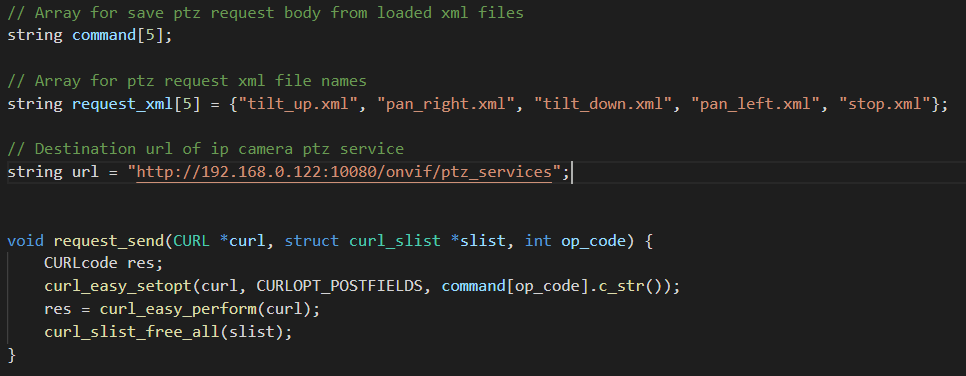 // Array for save ptz request body from loaded xml files
string command[5];
// Array for ptz request xml file names
string request_xml[5] = {"tilt_up.xml", "pan_right.xml", "tilt_down.xml", "pan_left.xml", "stop.xml"};
// Destination url of ip camera ptz service
string url = "http://192.168.0.122:10080/onvif/ptz_services";
void request_send(CURL *curl, struct curl_slist *slist, int op_code) {
    CURLcode res;
    curl_easy_setopt(curl, CURLOPT_POSTFIELDS, command[op_code].c_str());
    res = curl_easy_perform(curl);
    curl_slist_free_all(slist);
}